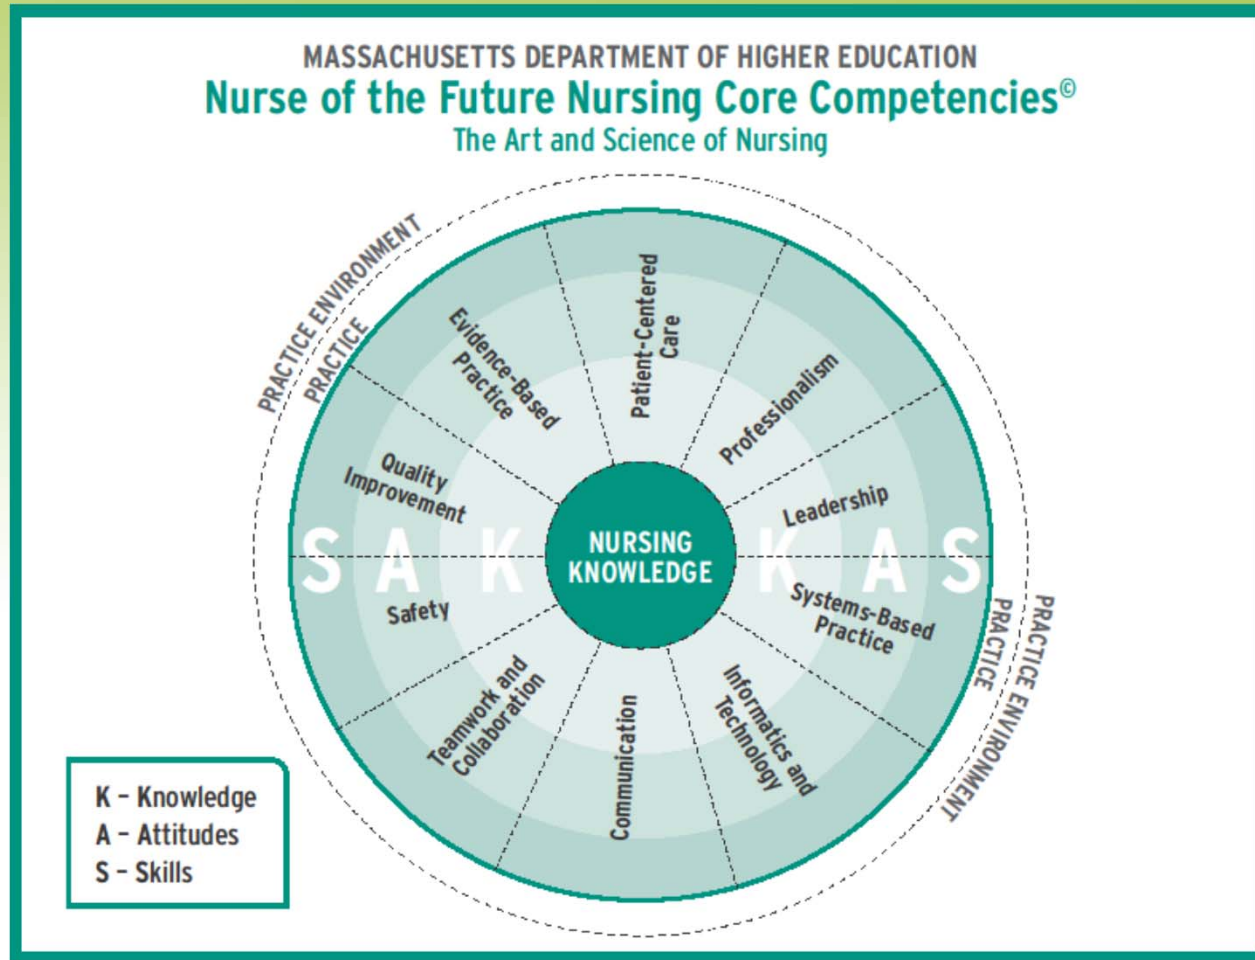 MASSACHUSETTS DEPARTMENT OF HIGHER EDUCATION
Nurse of the Future Nursing Core Competencies©
The Art and Science of Nursing
PRACTICE ENVIRONMENT
PRACTICE
Evidence-Based
Practice
Patient-Centered
Care
Professionalism
Quality
Improvement
Leadership
S A K
NURSING
KNOWLEDGE
K A S
Safety
Systems-Based
Practice
PRACTICE
PRACTICE ENVIRONMENT
Teamwork and
Collaboration
Communication
Informatics and
Technology
K – Knowledge
A – Attitudes
S – Skills